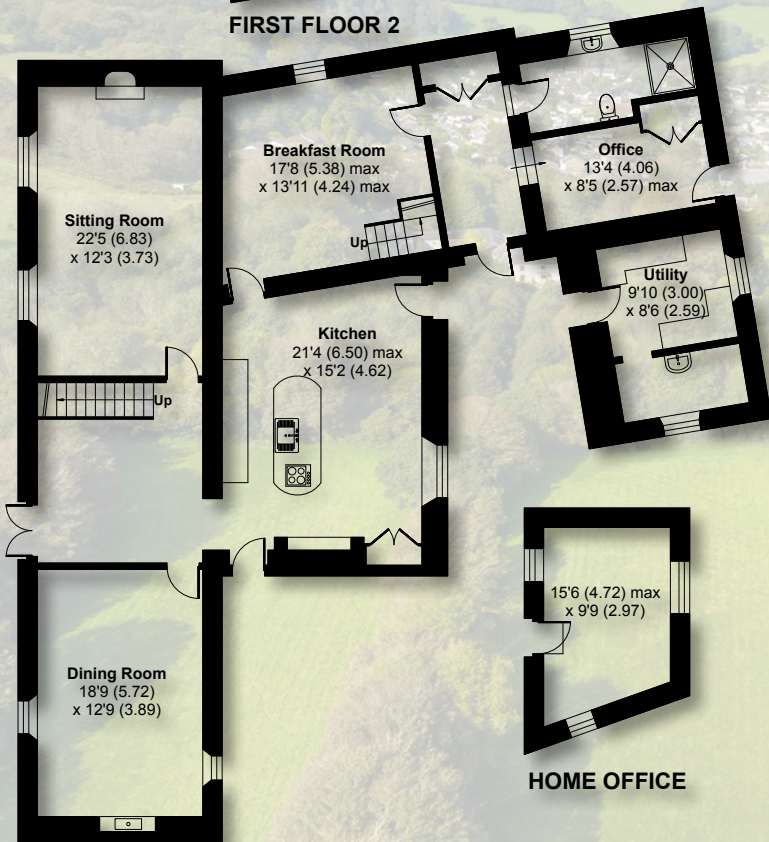 FIRST FLOOR 2
Breakfast Room
17'8 (5.38) max
x 13'11 (4.24) max
Office
13'4 (4.06)
x 8'5 (2.57) max
Sitting Room
22'5 (6.83)
x 12'3 (3.73)
Up
Utility
9'10 (3.00)
x 8'6 (2.59)
Kitchen
21'4 (6.50) max
x 15'2 (4.62)
Up
15'6 (4.72) max
x 9'9 (2.97)
Dining Room
18'9 (5.72)
x 12'9 (3.89)
HOME OFFICE